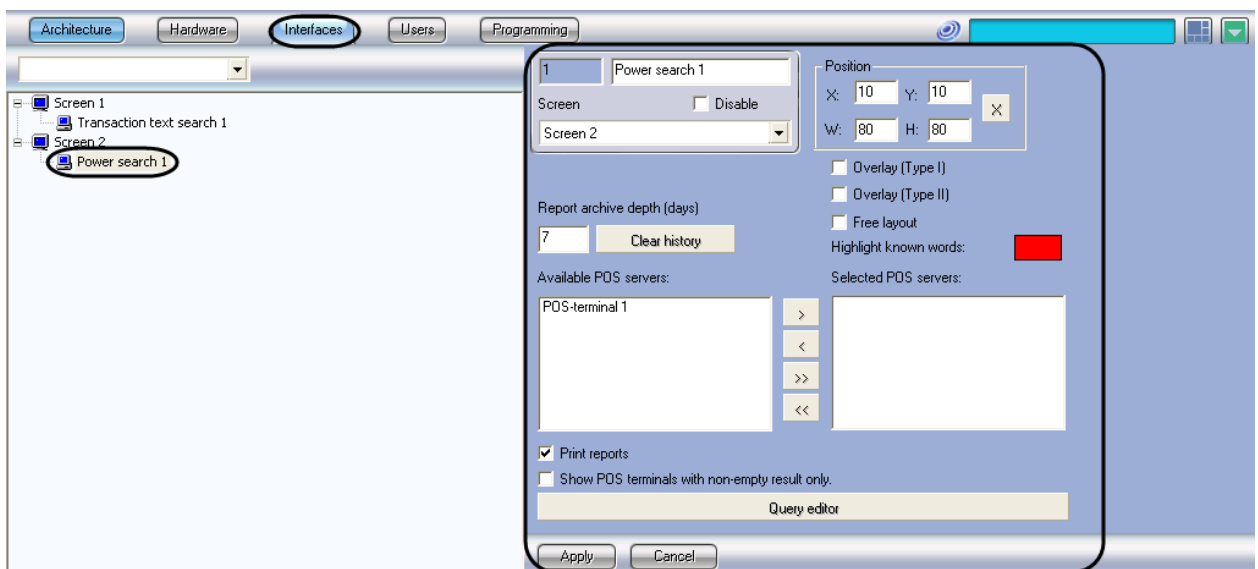 Architecture Hardware Interfaces Users Programming
Screen 1
Transaction text search 1
Screen 2
Power search 1
1 Power search 1
Screen Disable
Screen 2
Position
X: 10 Y: 10
X
W: 80 H: 80
Overlay (Type I)
Overlay (Type II)
Free layout
Report archive depth (days)
7 Clear history
Highlight known words:
Available POS servers:
Selected POS servers:
POS-terminal 1
>
<
>>
<<
Print reports
Show POS terminals with non-empty result only.
Query editor
Apply Cancel